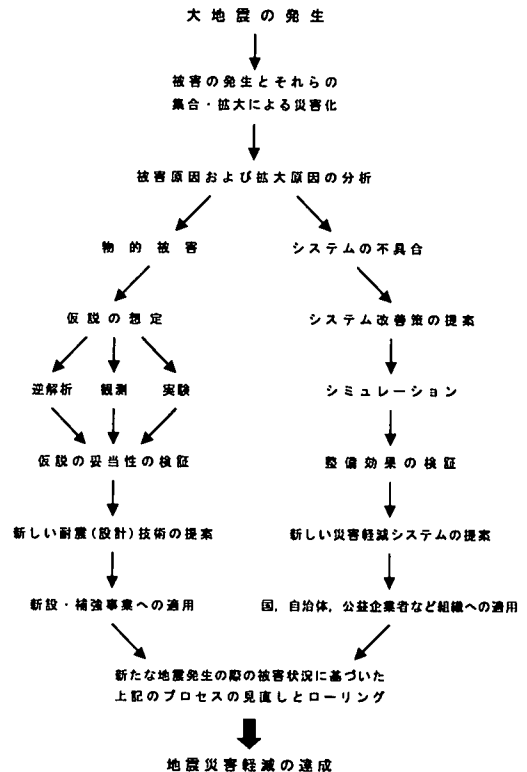 大地震の発生
被害の発生とそれらの
集合・拡大による災害化
被害原因および拡大原因の分析
物的被害
システムの不具合
仮説の想定
システム改善策の提案
逆解析 観測 実験
シミュレーション
仮説の妥当性の検証
整備効果の検証
新しい耐震(設計)技術の提案
新しい災害軽減システムの提案
新設・補強事業への適用
国,自治体,公益企業者など組織への適用
新たな地震発生の際の被害状況に基づいた
上記のプロセスの見直しとローリング
地震災害軽減の達成